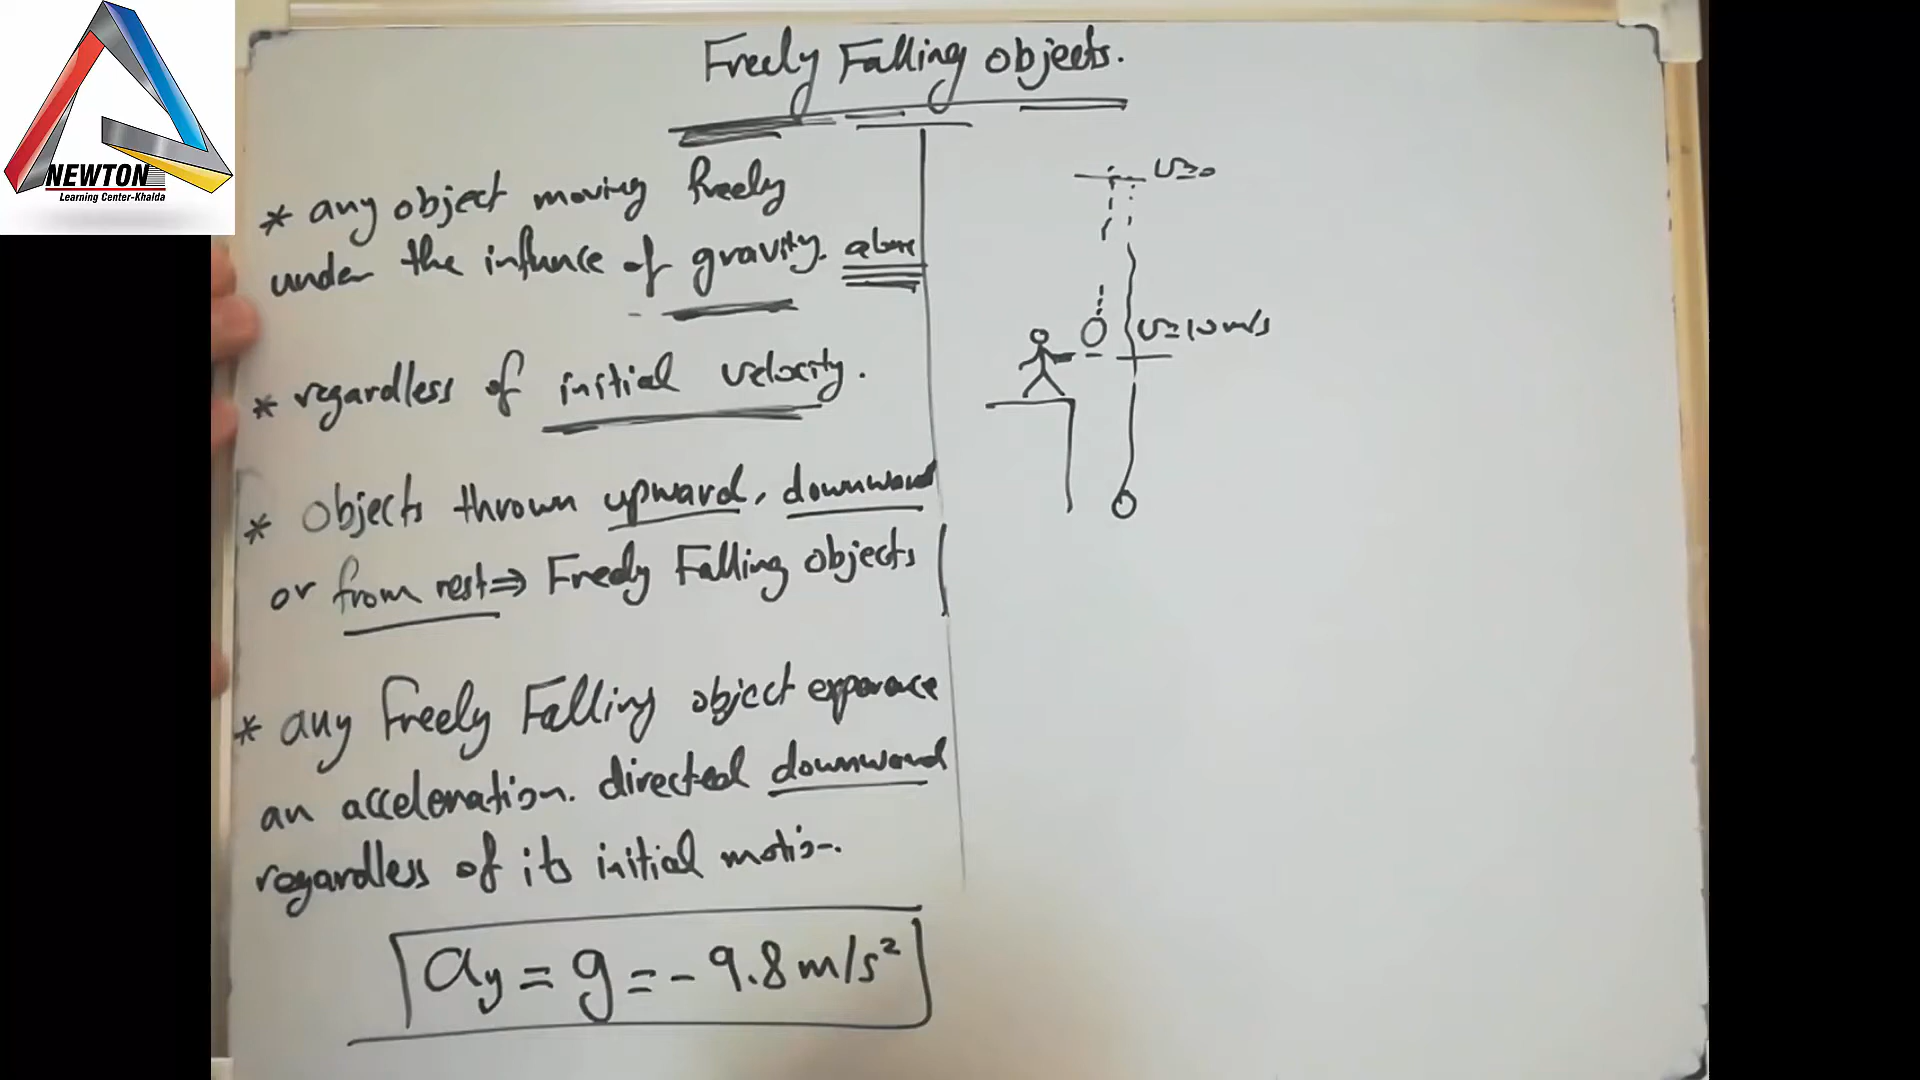 NEWTON
Learning Center-Khalda
Freely Falling objects.
* any object moving freely
under the influnce of gravity. alone
* regardless of initial velocity.
* Objects thrown upward, downward
or from rest ⇒ Freely Falling objects
* any Freely Falling object experience
an acceleration. directed downward
regardless of its initial motion.
ay = g = - 9.8 m/s²
v=0
v=10 m/s